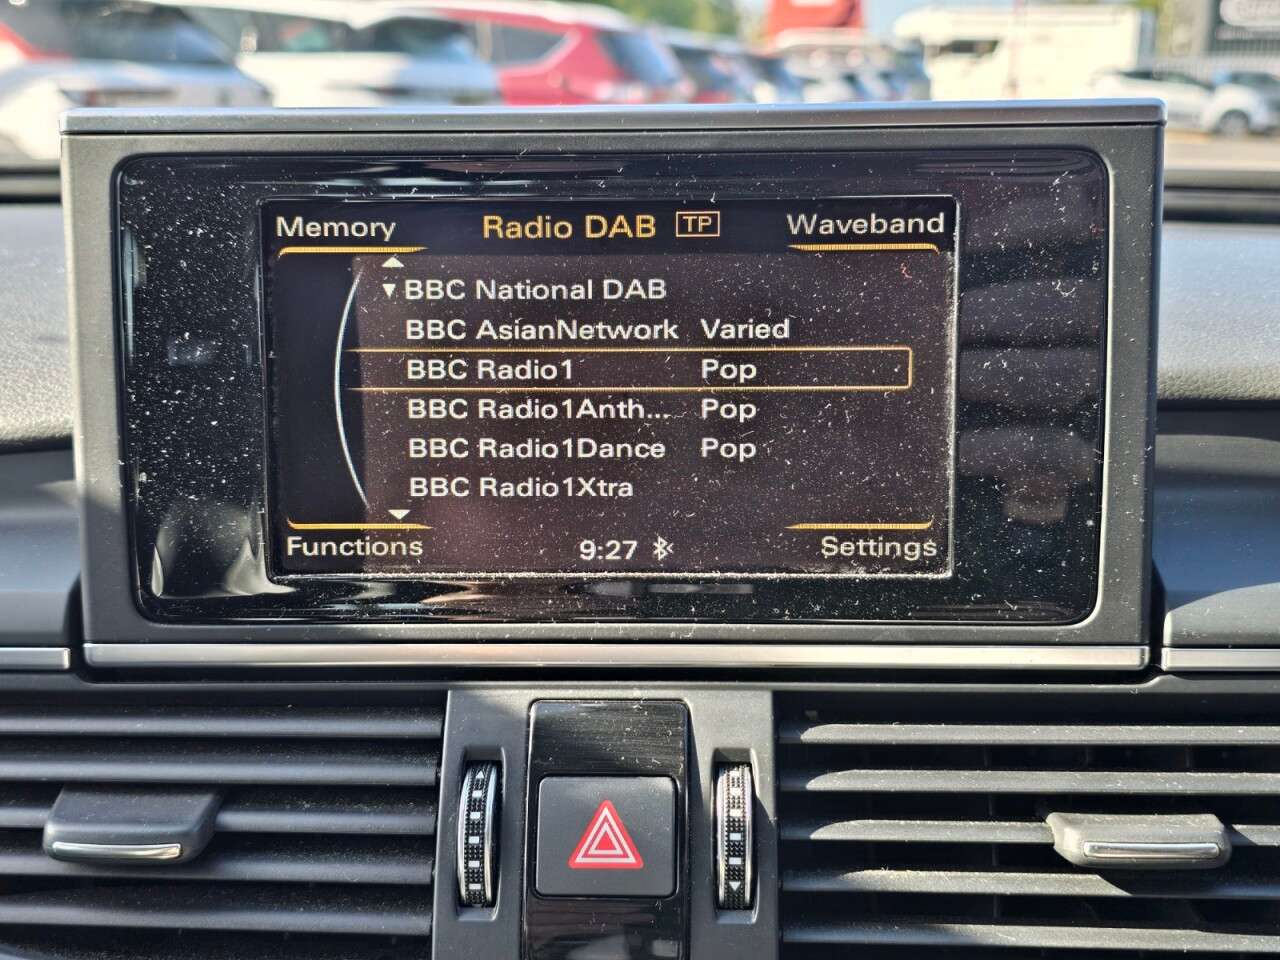 Memory Radio DAB TP Waveband
BBC National DAB
BBC AsianNetwork Varied
BBC Radio1 Pop
BBC Radio1Anth... Pop
BBC Radio1Dance Pop
BBC Radio1Xtra
Functions 9:27 Settings